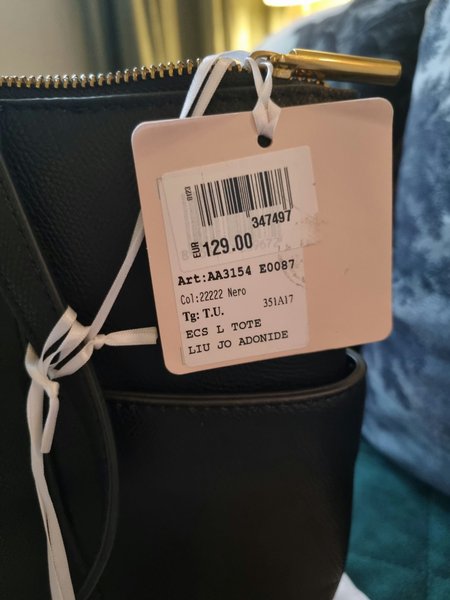 0123
347497
EUR 129.00
Art:AA3154 E0087
Col:22222 Nero
Tg: T.U. 351A17
ECS L TOTE
LIU JO ADONIDE